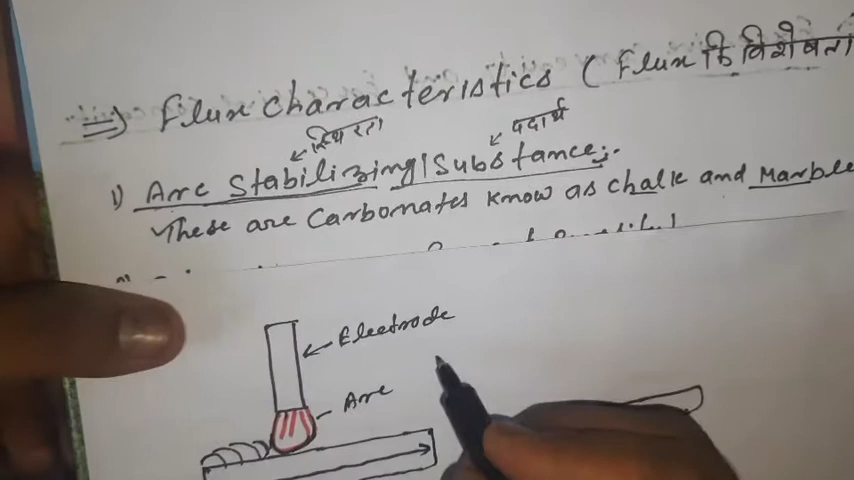 ⇒ Flux characteristics ( Flux कि विशेषता
स्थिरता पदार्थ
1) Arc Stabilizing | Substance :-
These are Carbonates Know as chalk and Marble
Electrode
Arc